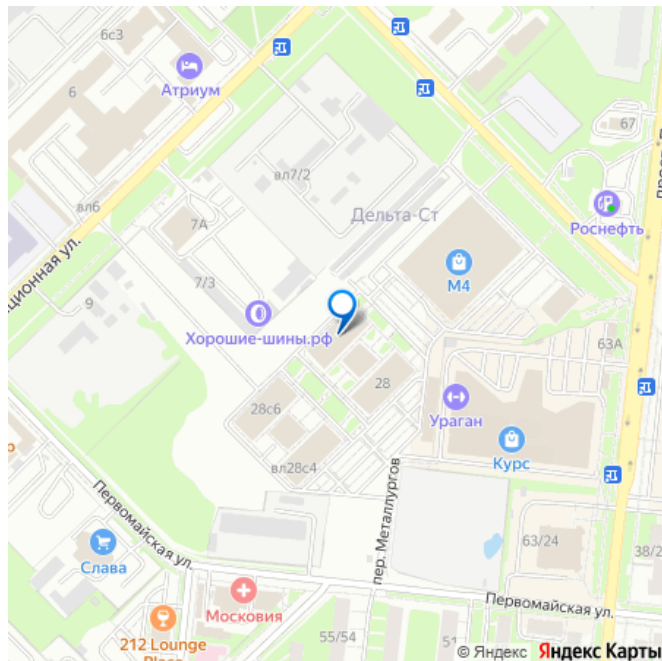 6с3
6
Атриум
67
вл7/2
вл6
Дельта-Ст
Роснефть
7А
ционная ул.
7/3
М4
9
Хорошие-шины.рф
63А
28
28с6
Ураган
Курс
вл28с4
пер. Металлургов
Первомайская ул.
63/24
38/2
Слава
Московия
Первомайская ул.
212 Lounge
55/54
51
© Яндекс Яндекс Карты